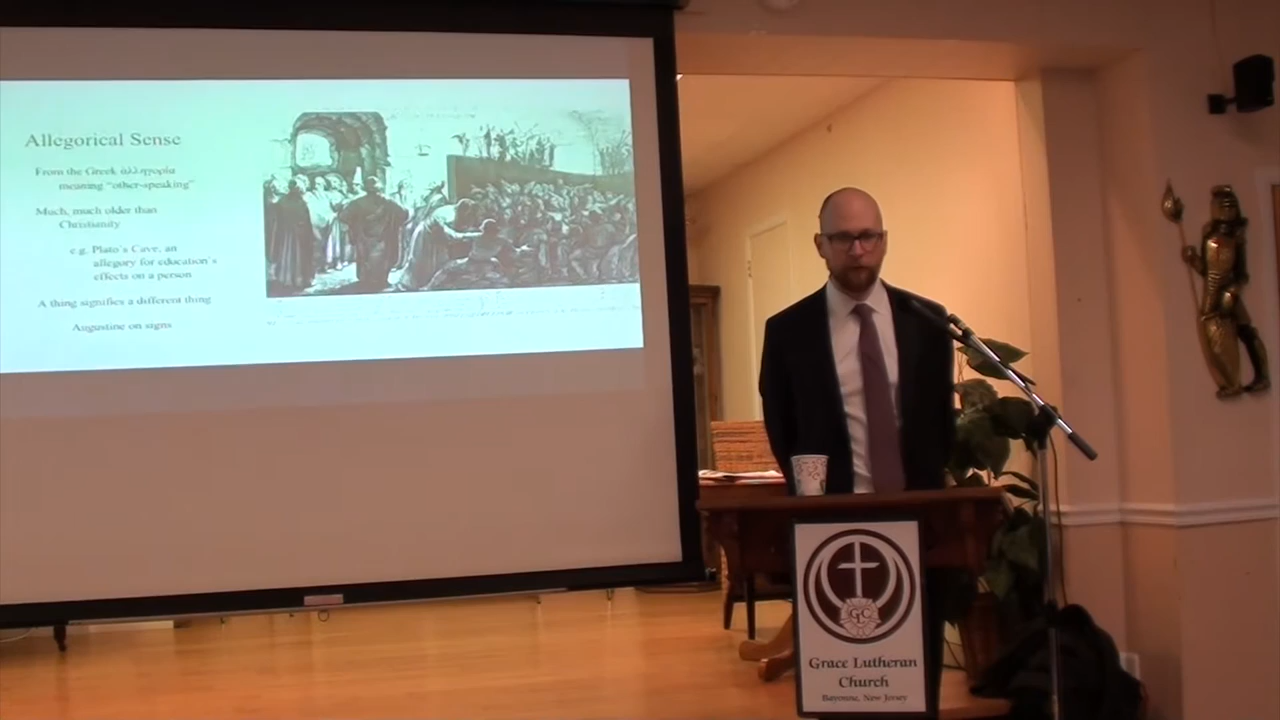 Allegorical Sense
From the Greek ἀλληγορία
meaning "other-speaking"
Much, much older than
Christianity
e.g. Plato's Cave, an
allegory for education's
effects on a person
A thing signifies a different thing
Augustine on signs
GLC
Grace Lutheran
Church
Bayonne, New Jersey